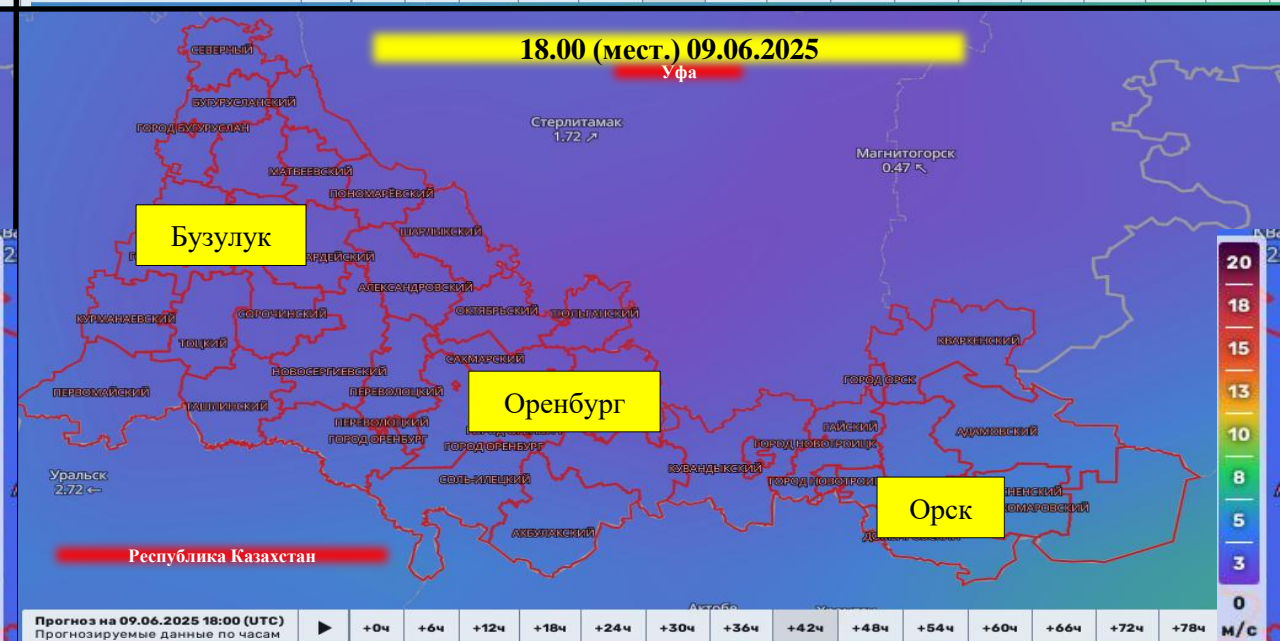 18.00 (мест.) 09.06.2025
Уфа
СЕВЕРНЫЙ
БУГУРУСЛАНСКИЙ
ГОРОД БУГУРУСЛАН
Стерлитамак
1.72 ↗
Магнитогорск
0.47 ↖
МАТВЕЕВСКИЙ
ПОНОМАРЁВСКИЙ
Бузулук
ШАРЛЫКСКИЙ
АЛЕКСАНДРОВСКИЙ
ОКТЯБРЬСКИЙ
ТЮЛЬГАНСКИЙ
КУРМАНАЕВСКИЙ
СОРОЧИНСКИЙ
ТОЦКИЙ
КВАРКЕНСКИЙ
САКМАРСКИЙ
НОВОСЕРГИЕВСКИЙ
ГОРОД ОРСК
ПЕРВОМАЙСКИЙ
ПЕРЕВОЛОЦКИЙ
ТАШЛИНСКИЙ
Оренбург
ПЕРЕВОЛОЦКИЙ
ГОРОД ОРЕНБУРГ
ГОРОД ОРЕНБУРГ
ГАЙСКИЙ
АДАМОВСКИЙ
ГОРОД НОВОТРОИЦК
КУВАНДЫКСКИЙ
Уральск
2.72 ←
СОЛЬ-ИЛЕЦКИЙ
Орск
АКБУЛАКСКИЙ
Республика Казахстан
20
18
15
13
10
8
5
3
0
м/с
Прогноз на 09.06.2025 18:00 (UTC)
Прогнозируемые данные по часам
▶ +0ч +6ч +12ч +18ч +24ч +30ч +36ч +42ч +48ч +54ч +60ч +66ч +72ч +78ч